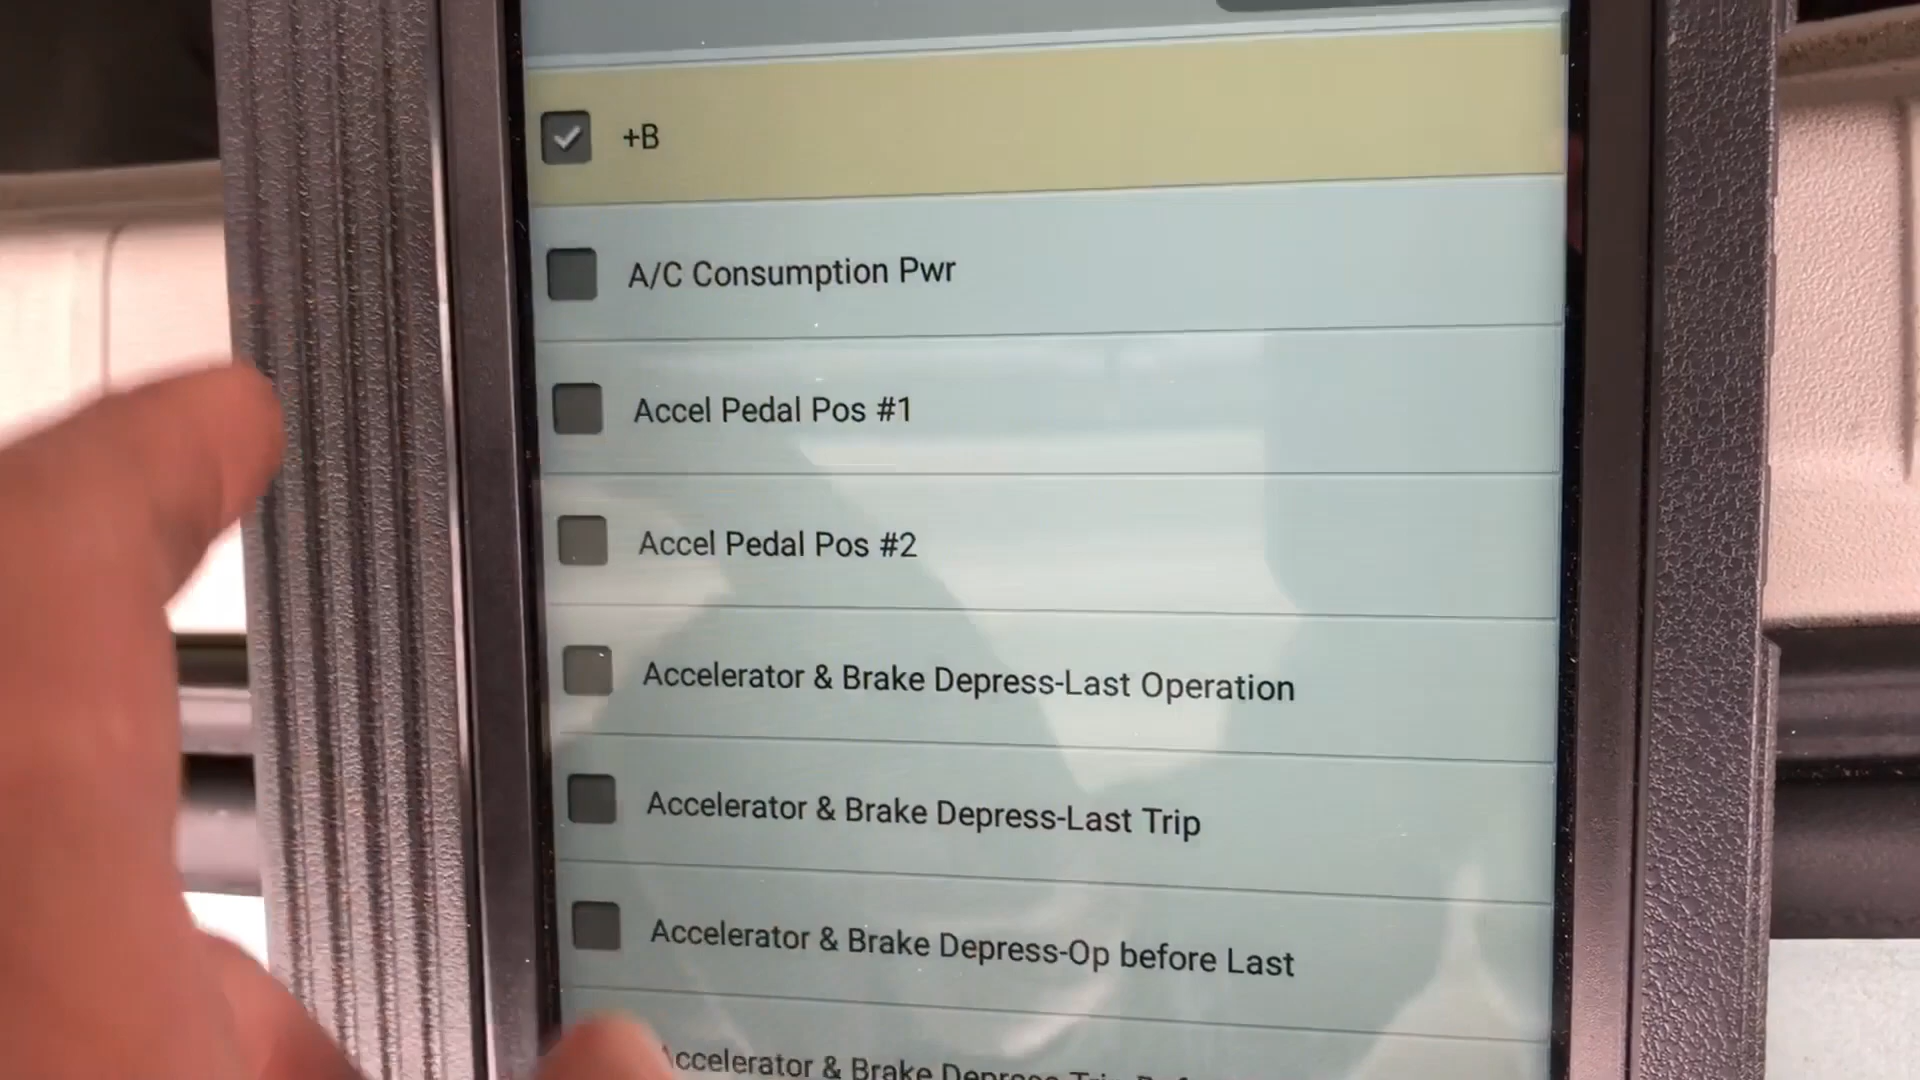 +B
A/C Consumption Pwr
Accel Pedal Pos #1
Accel Pedal Pos #2
Accelerator & Brake Depress-Last Operation
Accelerator & Brake Depress-Last Trip
Accelerator & Brake Depress-Op before Last
Accelerator & Brake